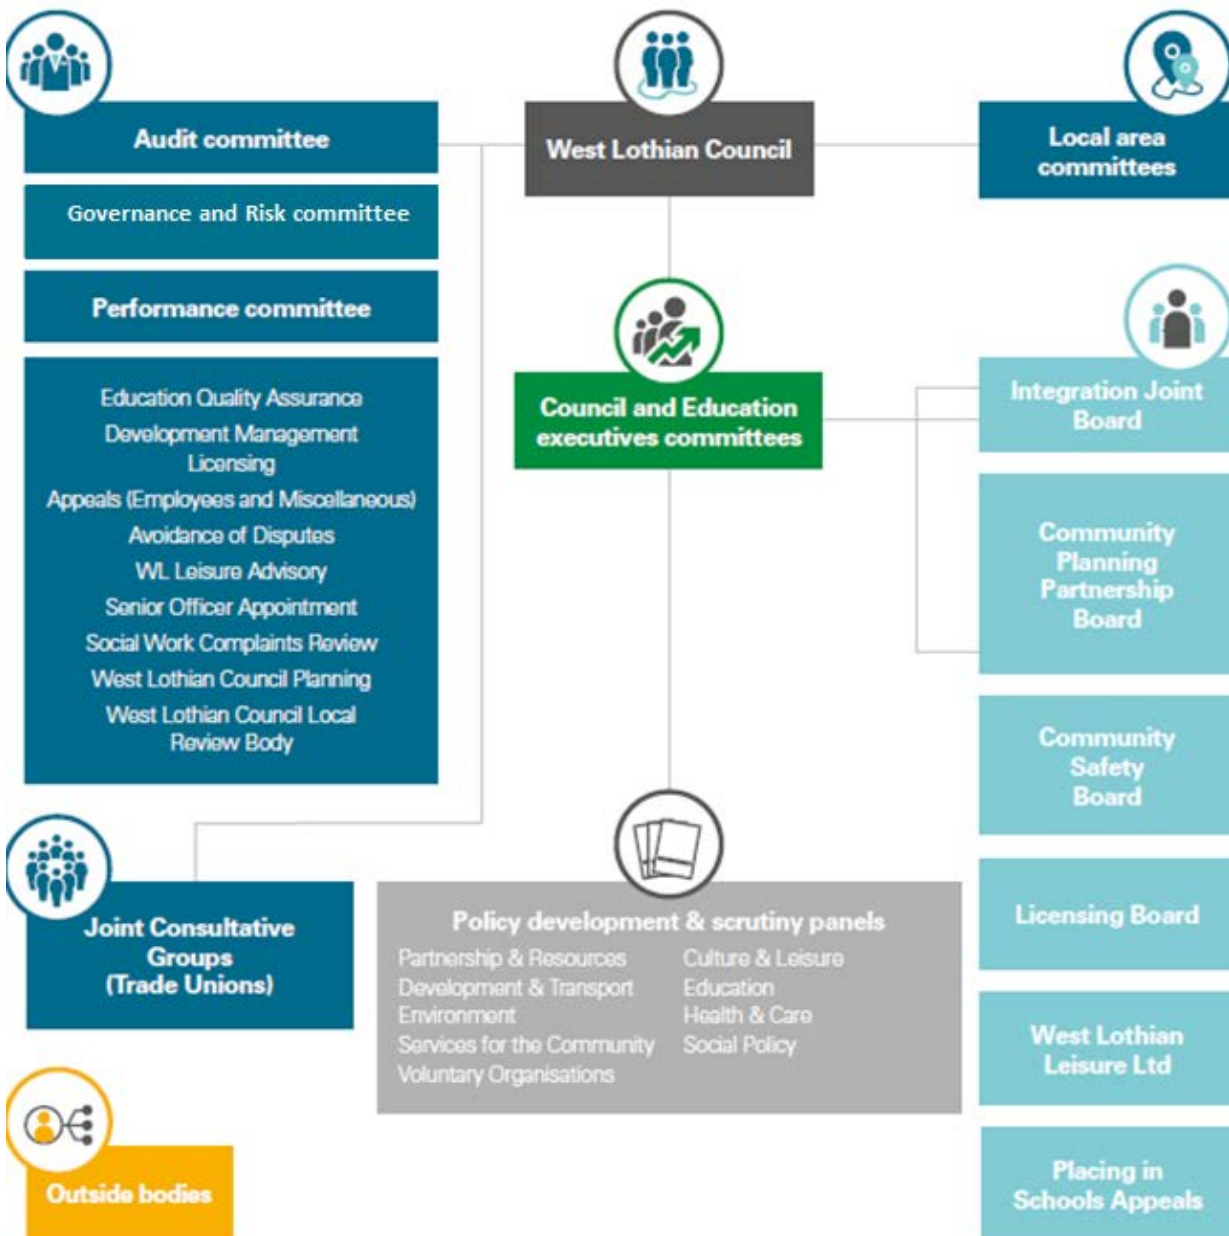 Audit committee
Governance and Risk committee
Performance committee
Education Quality Assurance
Development Management
Licensing
Appeals (Employees and Miscellaneous)
Avoidance of Disputes
WL Leisure Advisory
Senior Officer Appointment
Social Work Complaints Review
West Lothian Council Planning
West Lothian Council Local
Review Body
Joint Consultative
Groups
(Trade Unions)
Outside bodies
West Lothian Council
Council and Education
executives committees
Policy development & scrutiny panels
Partnership & Resources
Development & Transport
Environment
Services for the Community
Voluntary Organisations
Culture & Leisure
Education
Health & Care
Social Policy
Local area
committees
Integration Joint
Board
Community
Planning
Partnership
Board
Community
Safety
Board
Licensing Board
West Lothian
Leisure Ltd
Placing in
Schools Appeals